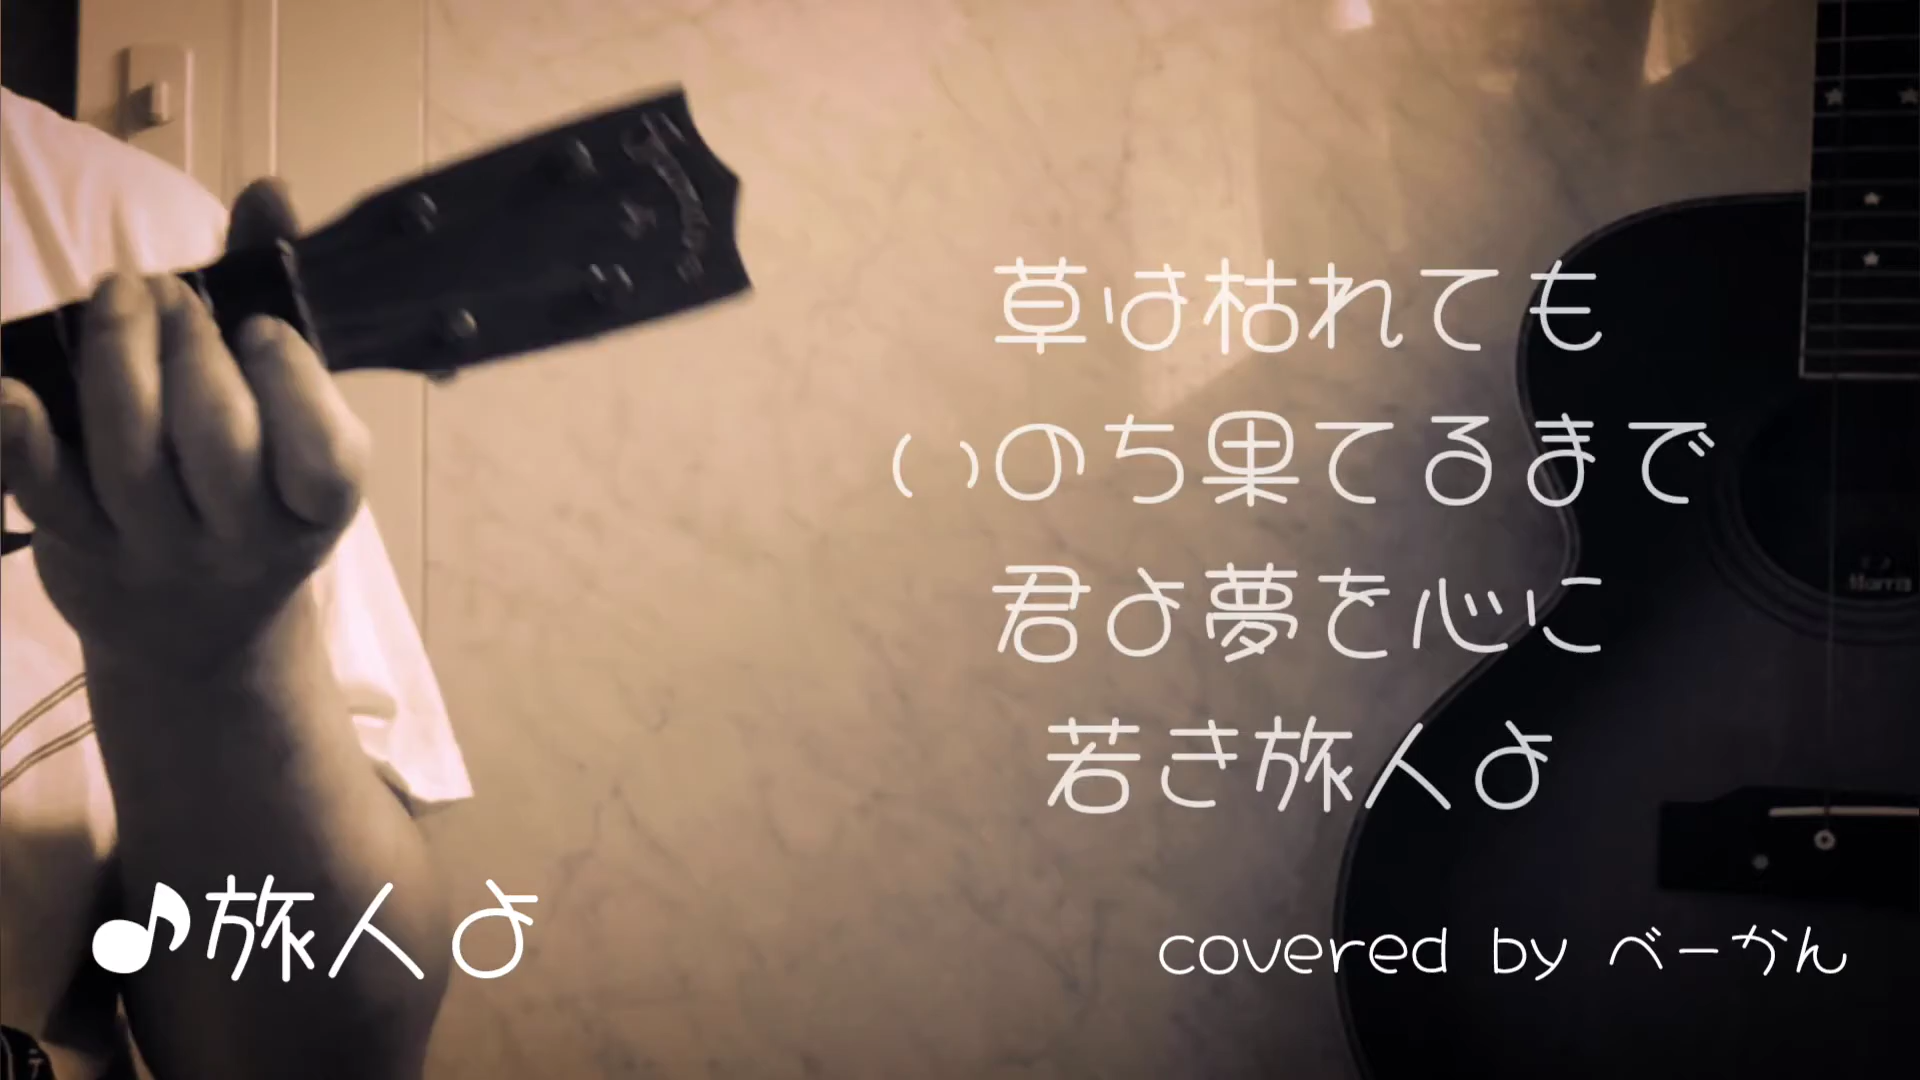 草は枯れても
いのち果てるまで
君よ夢を心に
若き旅人よ
♪旅人よ
covered by べーかん